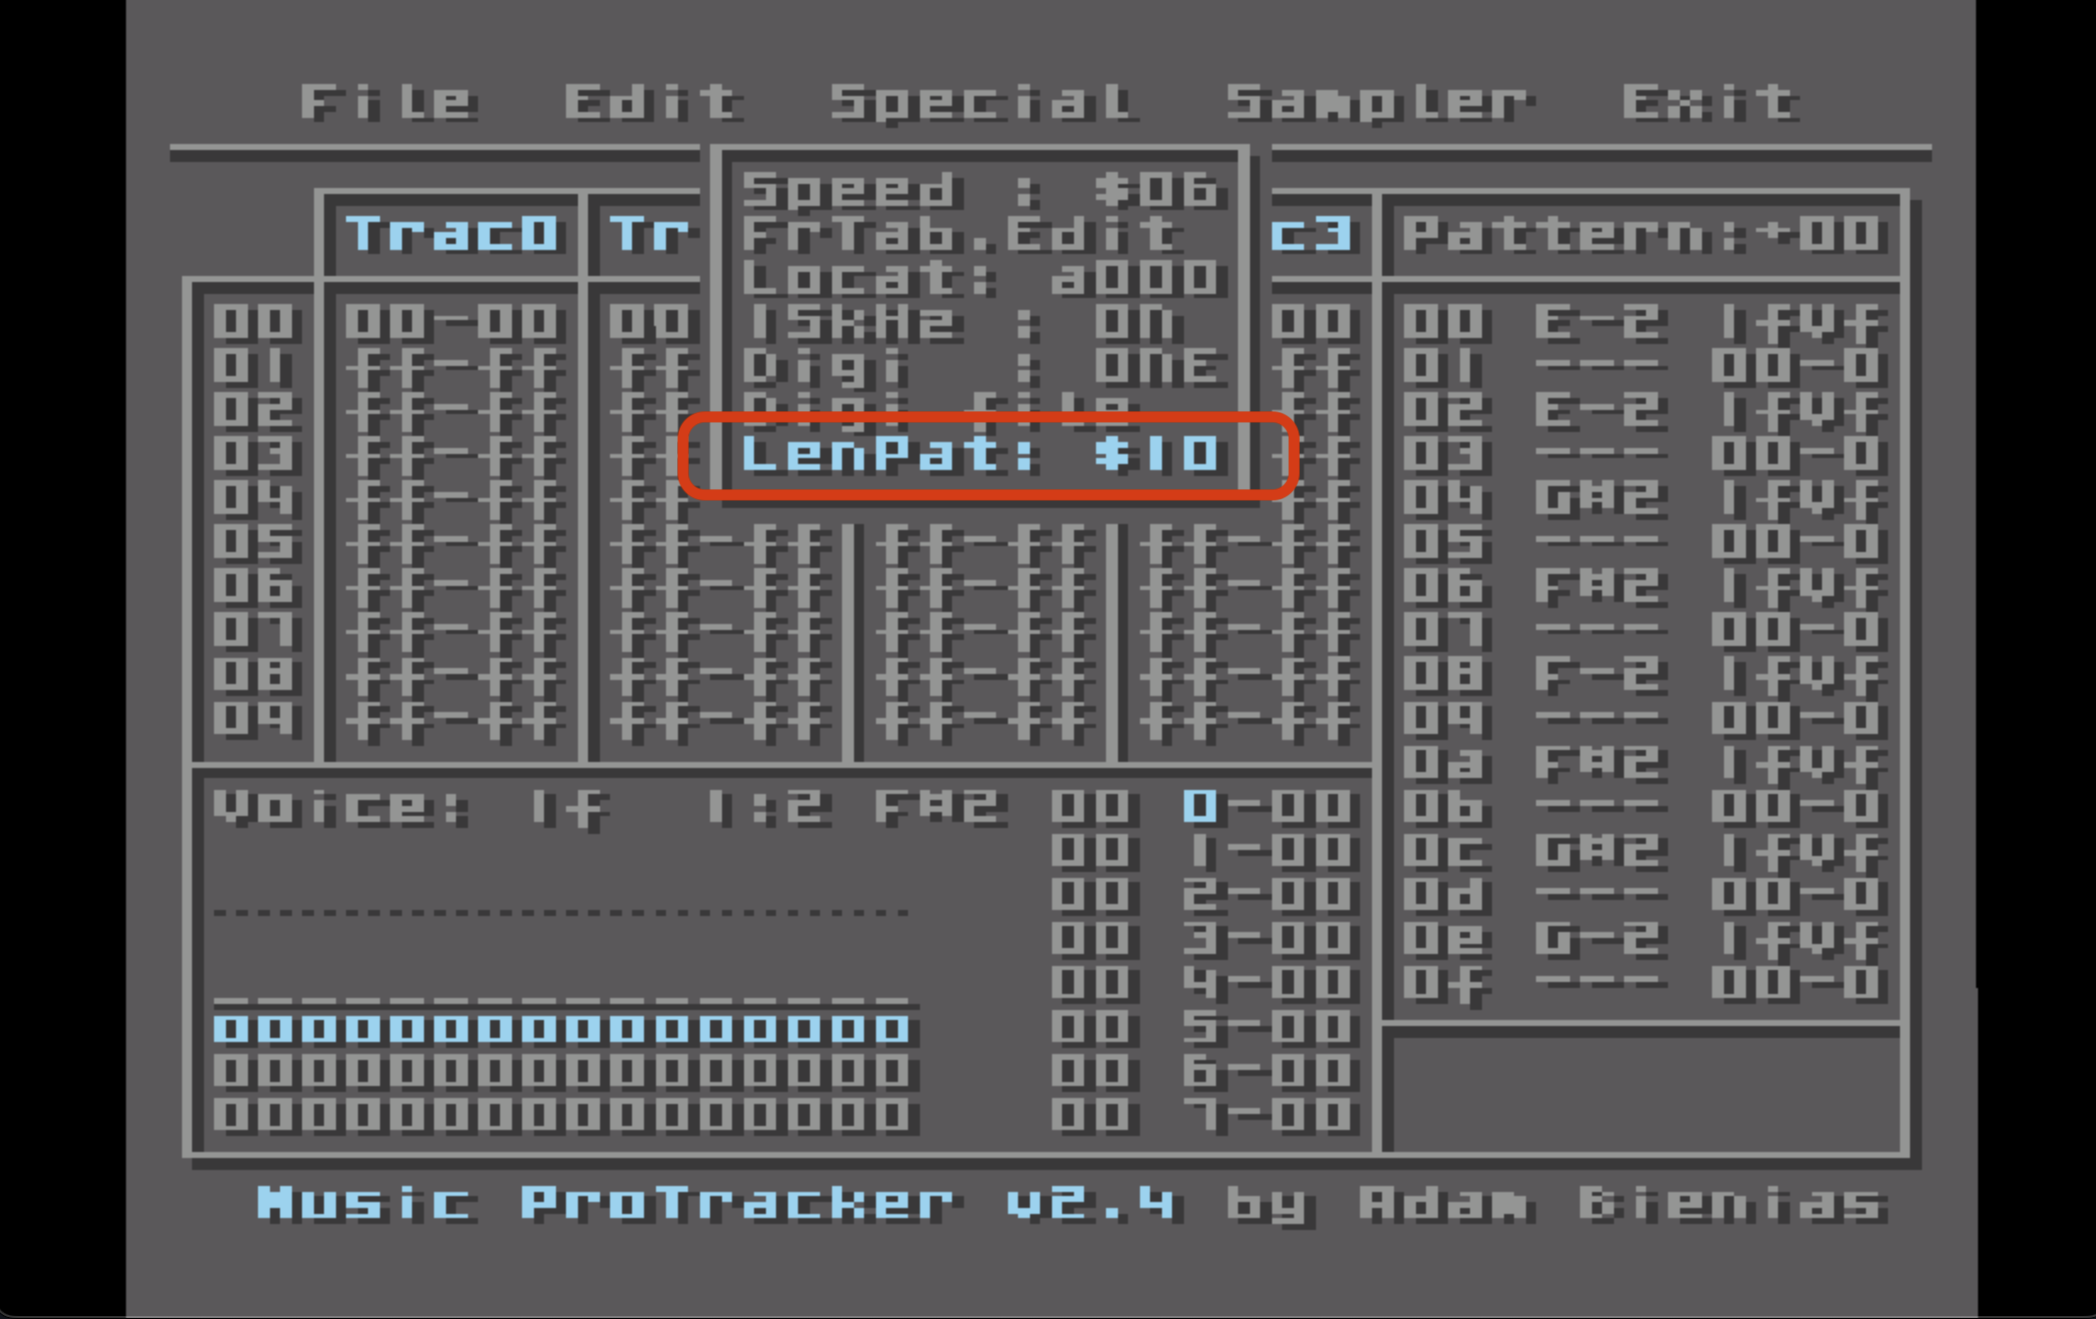 File Edit Special Sampler Exit
Speed : $06
FrTab.Edit
Locat: a000
15kHz : ON
Digi : ONE
Digi file
LenPat: $10
Trac0 Tr c3 Pattern:+00
00 00-00 00 00 00 E-2 1fVf
01 ff-ff ff ff 01 --- 00-0
02 ff-ff ff ff 02 E-2 1fVf
03 ff-ff ff ff 03 --- 00-0
04 ff-ff ff ff 04 G#2 1fVf
05 ff-ff ff-ff ff-ff ff-ff 05 --- 00-0
06 ff-ff ff-ff ff-ff ff-ff 06 F#2 1fVf
07 ff-ff ff-ff ff-ff ff-ff 07 --- 00-0
08 ff-ff ff-ff ff-ff ff-ff 08 F-2 1fVf
09 ff-ff ff-ff ff-ff ff-ff 09 --- 00-0
0a F#2 1fVf
Voice: 1f 1:2 F#2 00 0-00 0b --- 00-0
00 1-00 0c G#2 1fVf
00 2-00 0d --- 00-0
00 3-00 0e G-2 1fVf
00 4-00 0f --- 00-0
0000000000000000 00 5-00
0000000000000000 00 6-00
0000000000000000 00 7-00
Music ProTracker v2.4 by Adam Bienias